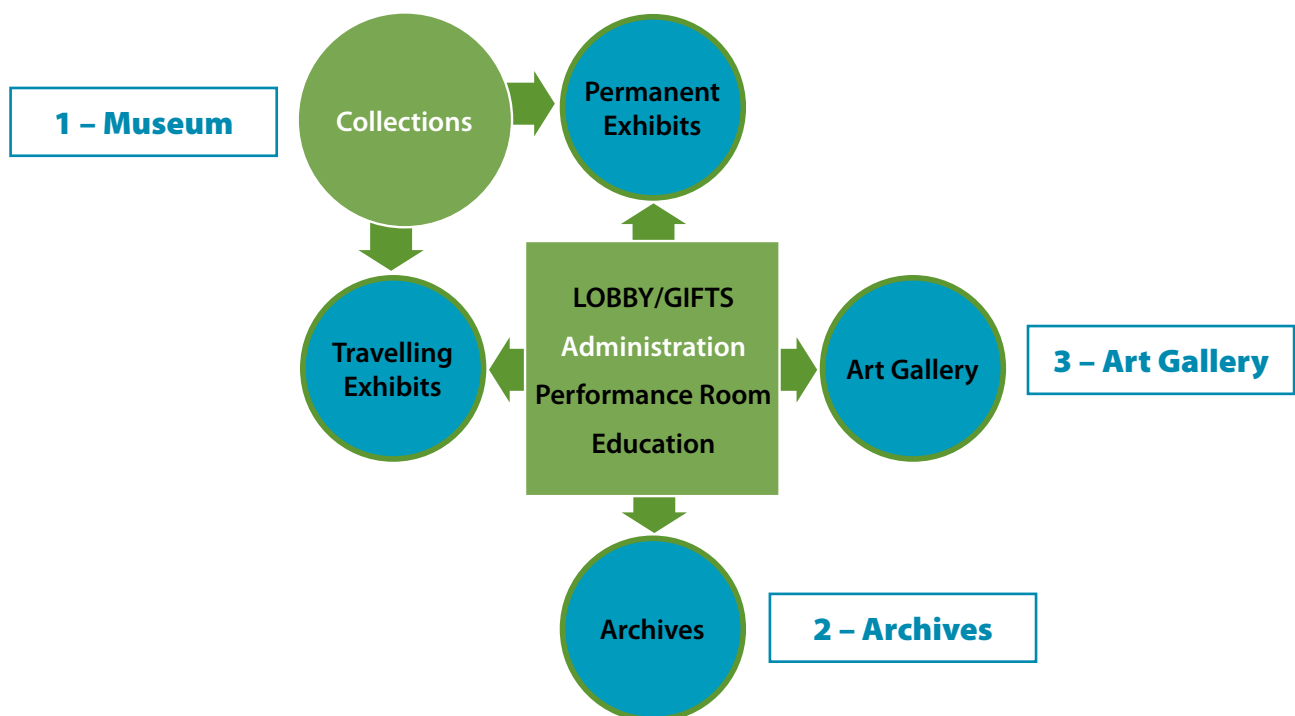 1 – Museum
Collections
Permanent
Exhibits
LOBBY/GIFTS
Administration
Performance Room
Education
Travelling
Exhibits
Art Gallery
3 – Art Gallery
Archives
2 – Archives